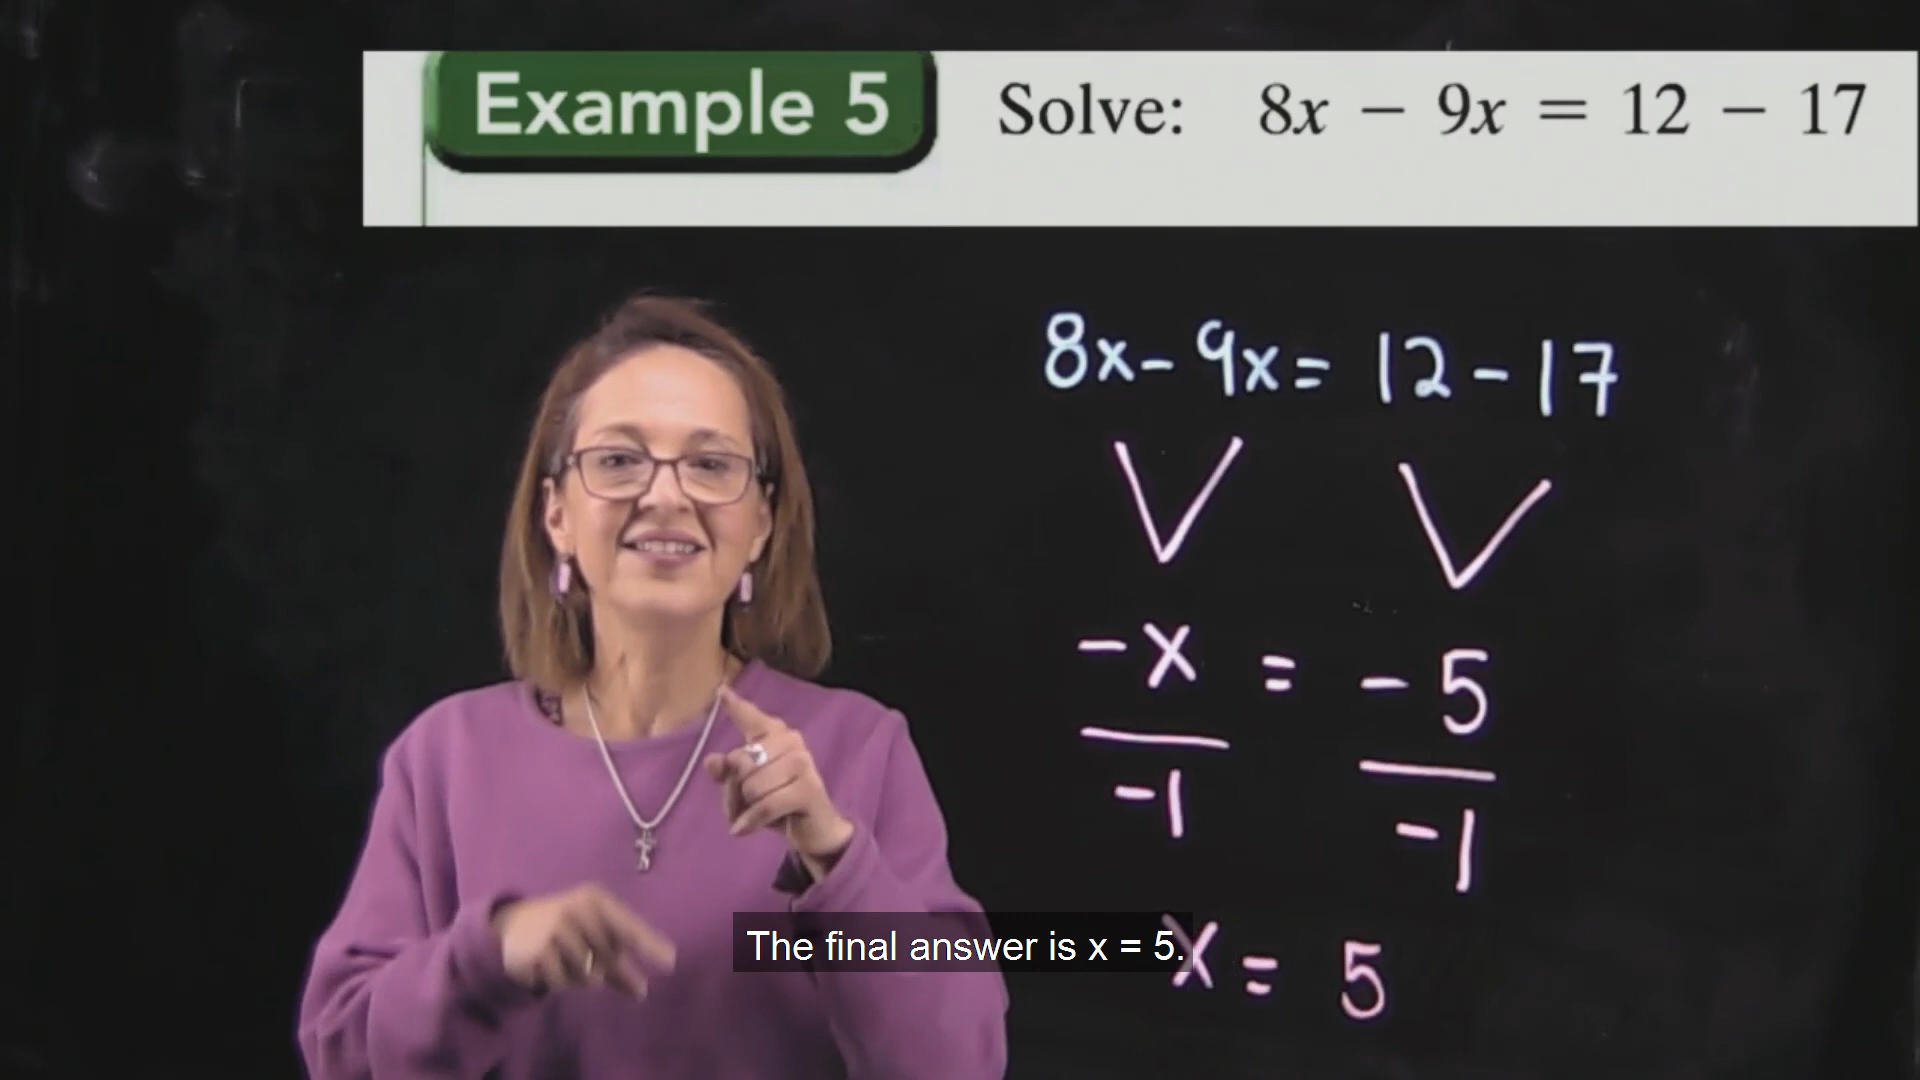 Example 5 Solve: 8x − 9x = 12 − 17
8x - 9x = 12 - 17
-x = -5
-1 -1
x = 5
The final answer is x = 5.